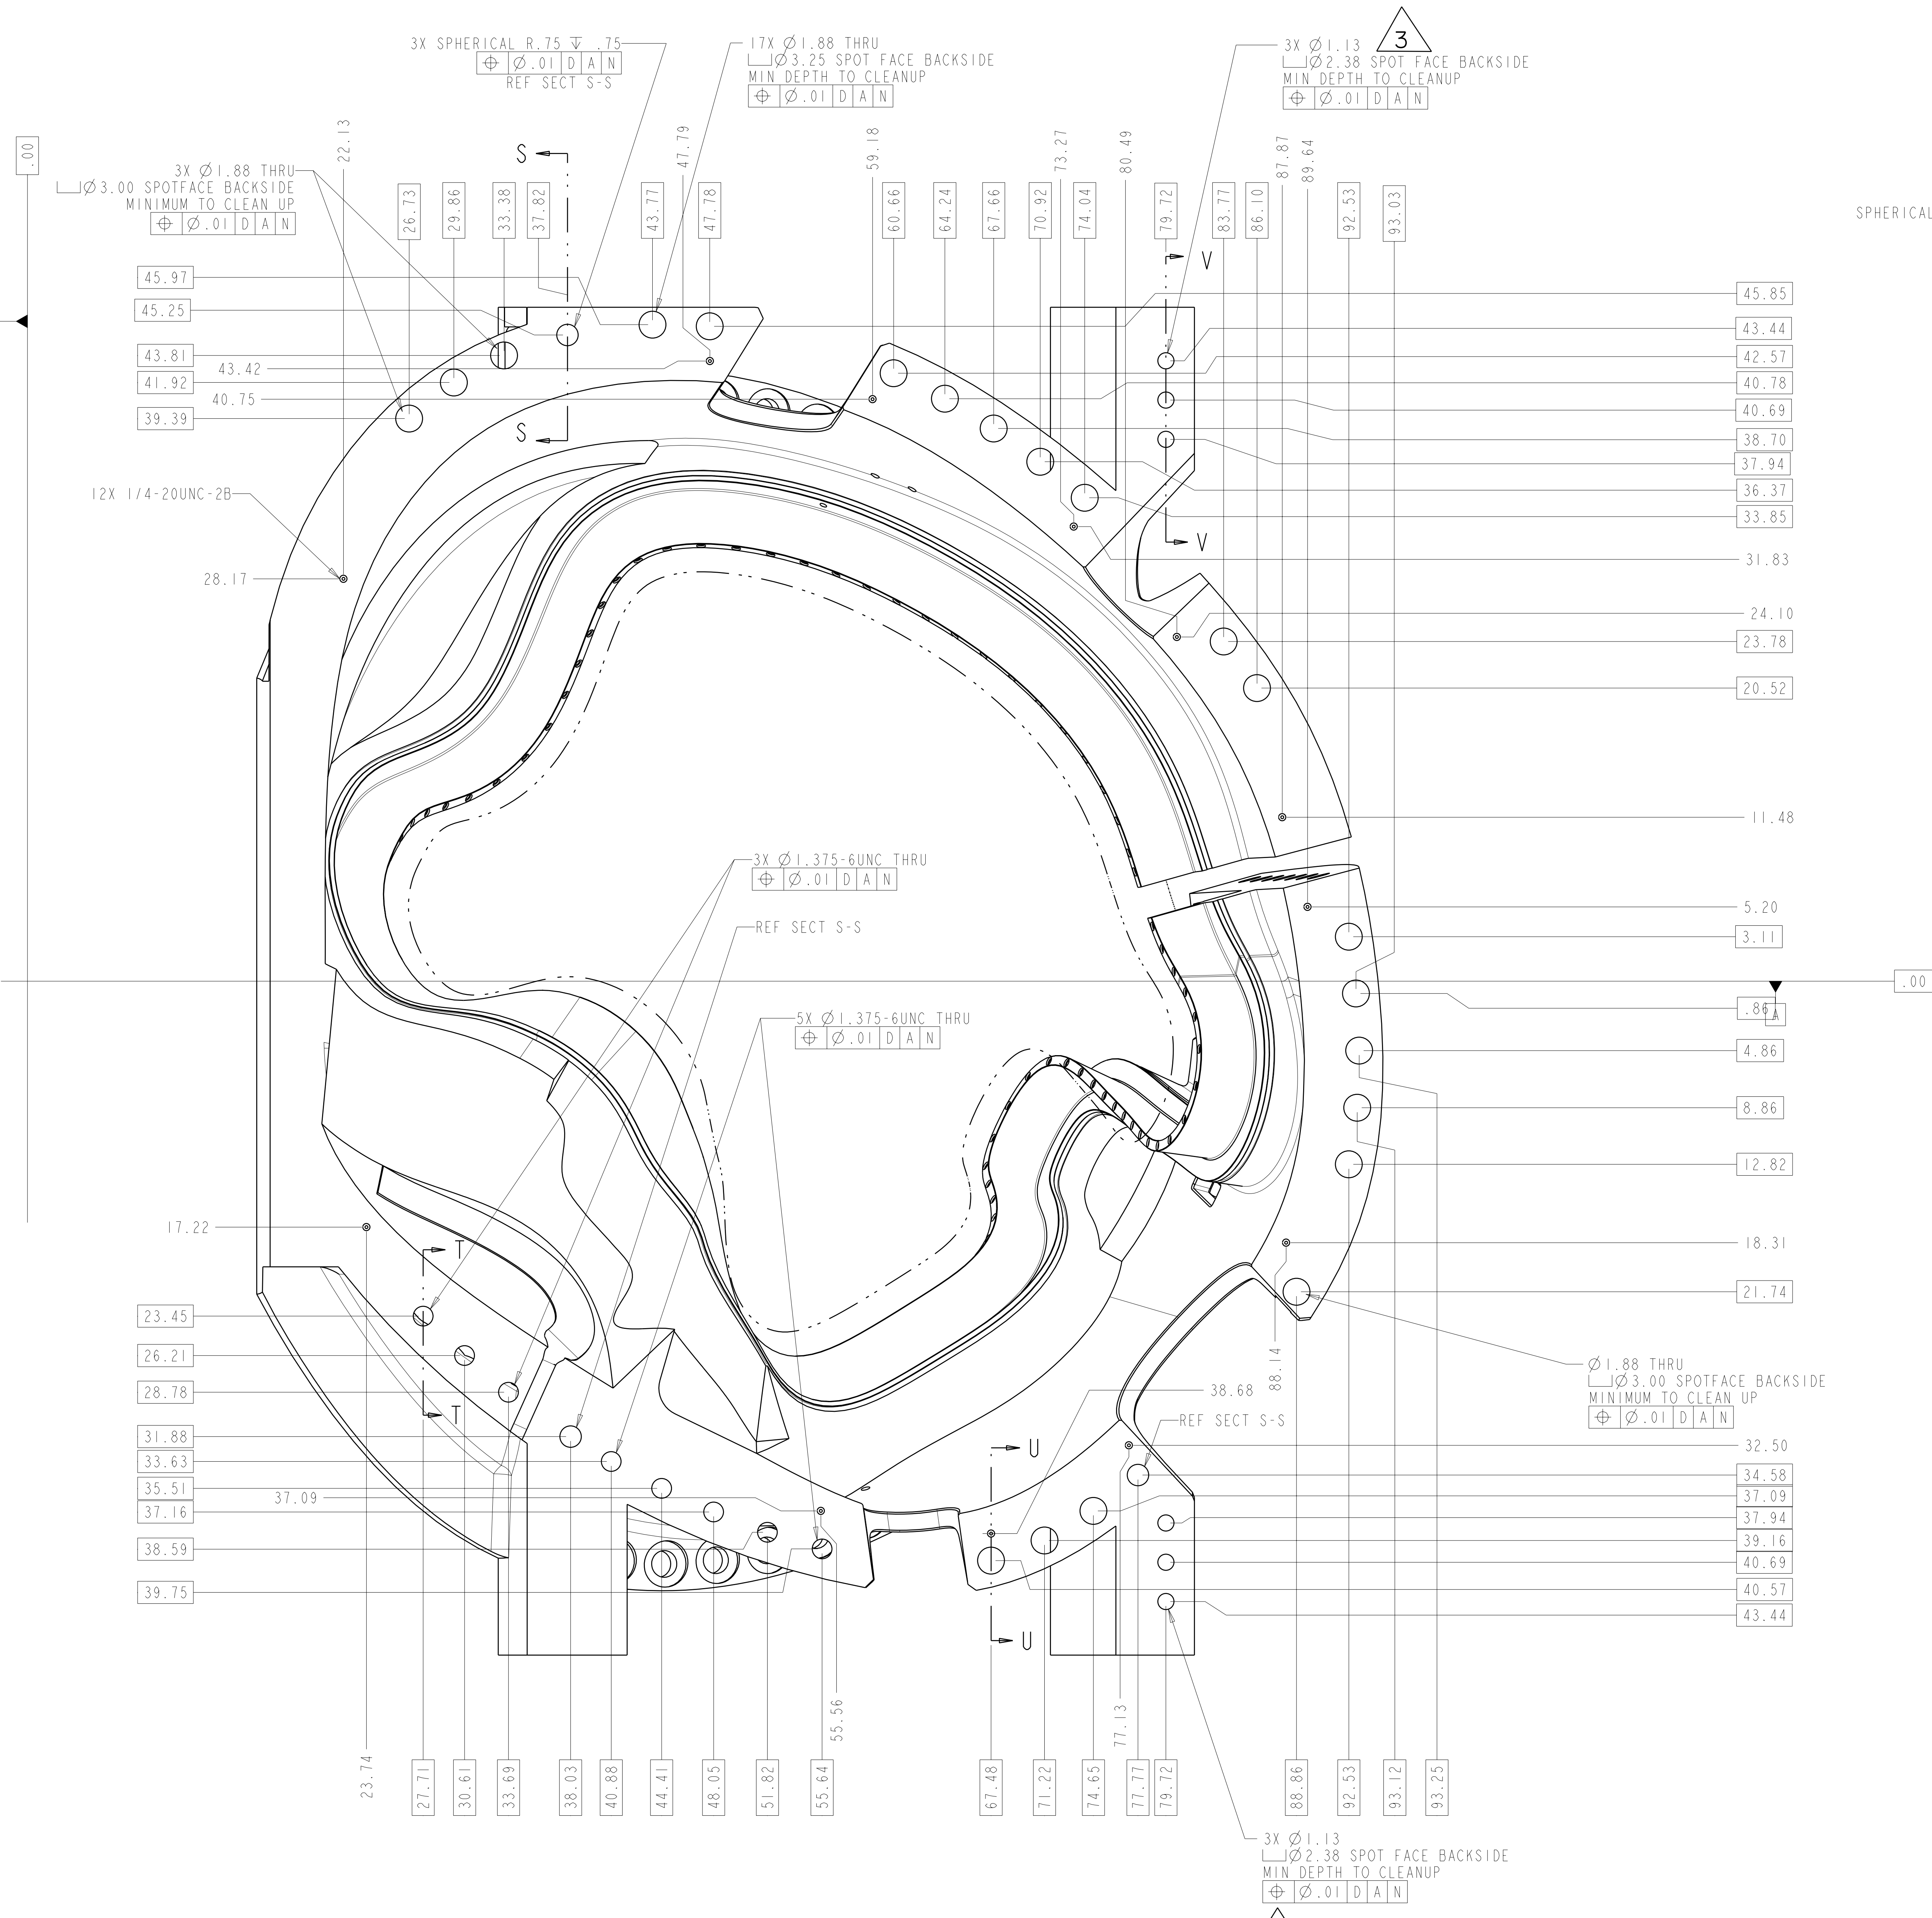 3X SPHERICAL R.75 ↧ .75
⌖ ∅.01 D A N
REF SECT S-S
17X ∅1.88 THRU
⌴∅3.25 SPOT FACE BACKSIDE
MIN DEPTH TO CLEANUP
⌖ ∅.01 D A N
3
3X ∅1.13
⌴∅2.38 SPOT FACE BACKSIDE
MIN DEPTH TO CLEANUP
⌖ ∅.01 D A N
.00
3X ∅1.88 THRU
⌴∅3.00 SPOTFACE BACKSIDE
MINIMUM TO CLEAN UP
⌖ ∅.01 D A N
SPHERICAL
22.13
26.73
29.86
33.38
37.82
S
43.77
47.79
47.78
59.18
60.66
64.24
67.66
70.92
73.27
74.04
80.49
79.72
83.77
86.10
87.87
89.64
92.53
93.03
V
45.97
45.25
43.81
43.42
41.92
40.75
39.39
S
12X 1/4-20UNC-2B
28.17
45.85
43.44
42.57
40.78
40.69
38.70
37.94
36.37
33.85
V
31.83
24.10
23.78
20.52
11.48
3X ∅1.375-6UNC THRU
⌖ ∅.01 D A N
REF SECT S-S
5.20
3.11
.00
.86
A
5X ∅1.375-6UNC THRU
⌖ ∅.01 D A N
4.86
8.86
12.82
17.22
T
18.31
21.74
23.45
26.21
28.78
T
31.88
33.63
35.51
37.09
37.16
38.59
39.75
∅1.88 THRU
⌴∅3.00 SPOTFACE BACKSIDE
MINIMUM TO CLEAN UP
⌖ ∅.01 D A N
88.14
38.68
REF SECT S-S
U
32.50
34.58
37.09
37.94
39.16
40.69
40.57
43.44
U
23.74
27.71
30.61
33.69
38.03
40.88
44.41
48.05
51.82
55.64
55.56
67.48
71.22
74.65
77.13
77.77
79.72
88.86
92.53
93.12
93.25
3X ∅1.13
⌴∅2.38 SPOT FACE BACKSIDE
MIN DEPTH TO CLEANUP
⌖ ∅.01 D A N